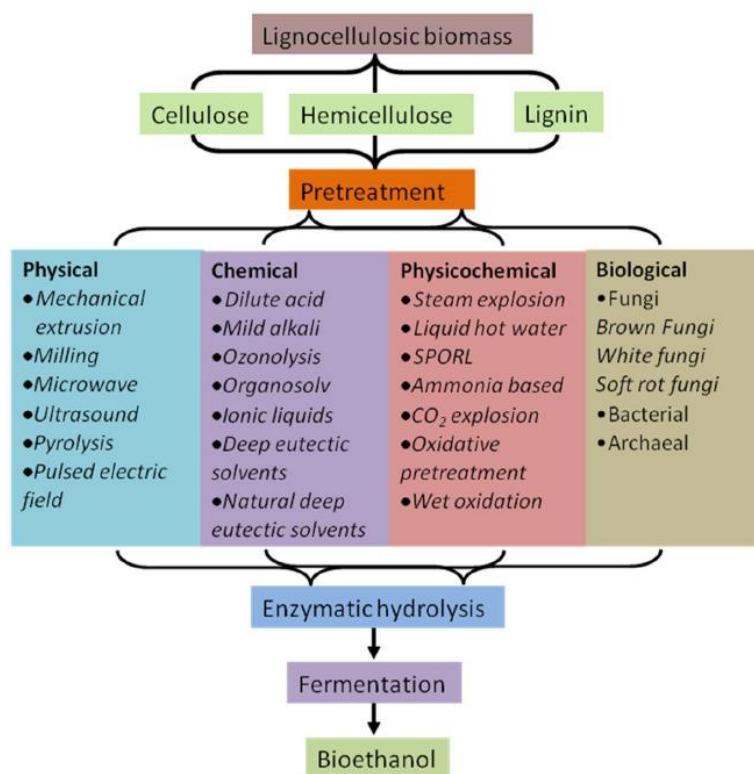 Lignocellulosic biomass
Cellulose
Hemicellulose
Lignin
Pretreatment
Physical
●Mechanical
extrusion
●Milling
●Microwave
●Ultrasound
●Pyrolysis
●Pulsed electric
field
Chemical
●Dilute acid
●Mild alkali
●Ozonolysis
●Organosolv
●Ionic liquids
●Deep eutectic
solvents
●Natural deep
eutectic solvents
Physicochemical
●Steam explosion
●Liquid hot water
●SPORL
●Ammonia based
●CO₂ explosion
●Oxidative
pretreatment
●Wet oxidation
Biological
●Fungi
Brown Fungi
White fungi
Soft rot fungi
●Bacterial
●Archaeal
Enzymatic hydrolysis
Fermentation
Bioethanol